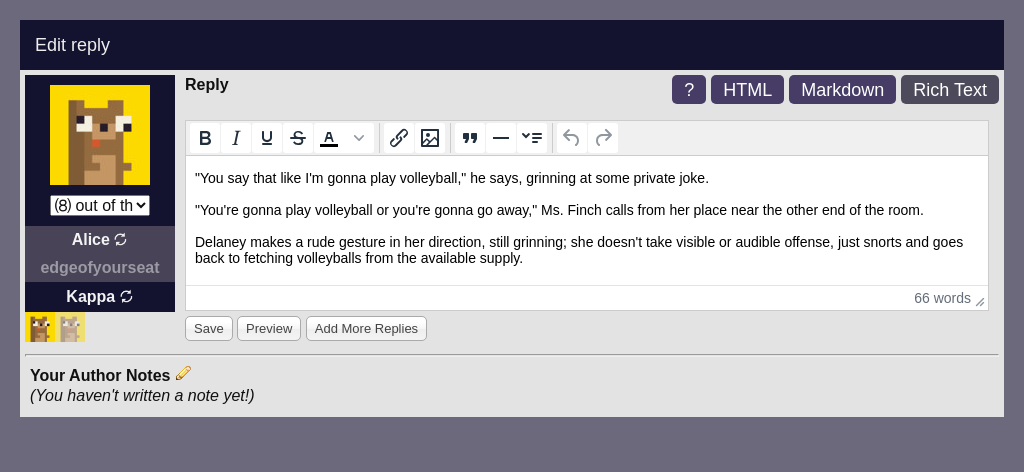 Edit reply
Reply
? HTML Markdown Rich Text
B I U S A
"You say that like I'm gonna play volleyball," he says, grinning at some private joke.
"You're gonna play volleyball or you're gonna go away," Ms. Finch calls from her place near the other end of the room.
Delaney makes a rude gesture in her direction, still grinning; she doesn't take visible or audible offense, just snorts and goes
back to fetching volleyballs from the available supply.
66 words
(8) out of th
Alice
edgeofyourseat
Kappa
Save Preview Add More Replies
Your Author Notes
(You haven't written a note yet!)